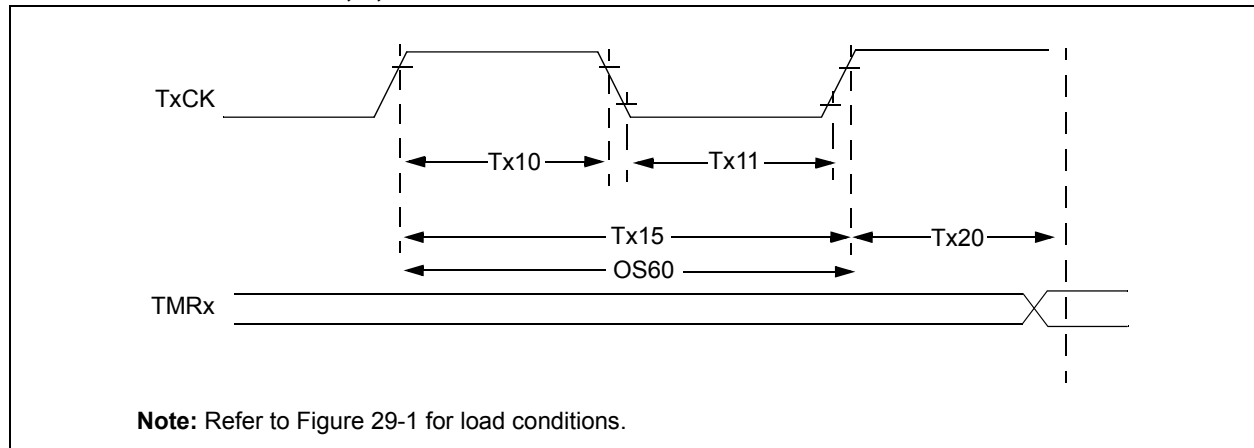 TxCK
Tx10
Tx11
Tx15
Tx20
OS60
TMRx
Note: Refer to Figure 29-1 for load conditions.